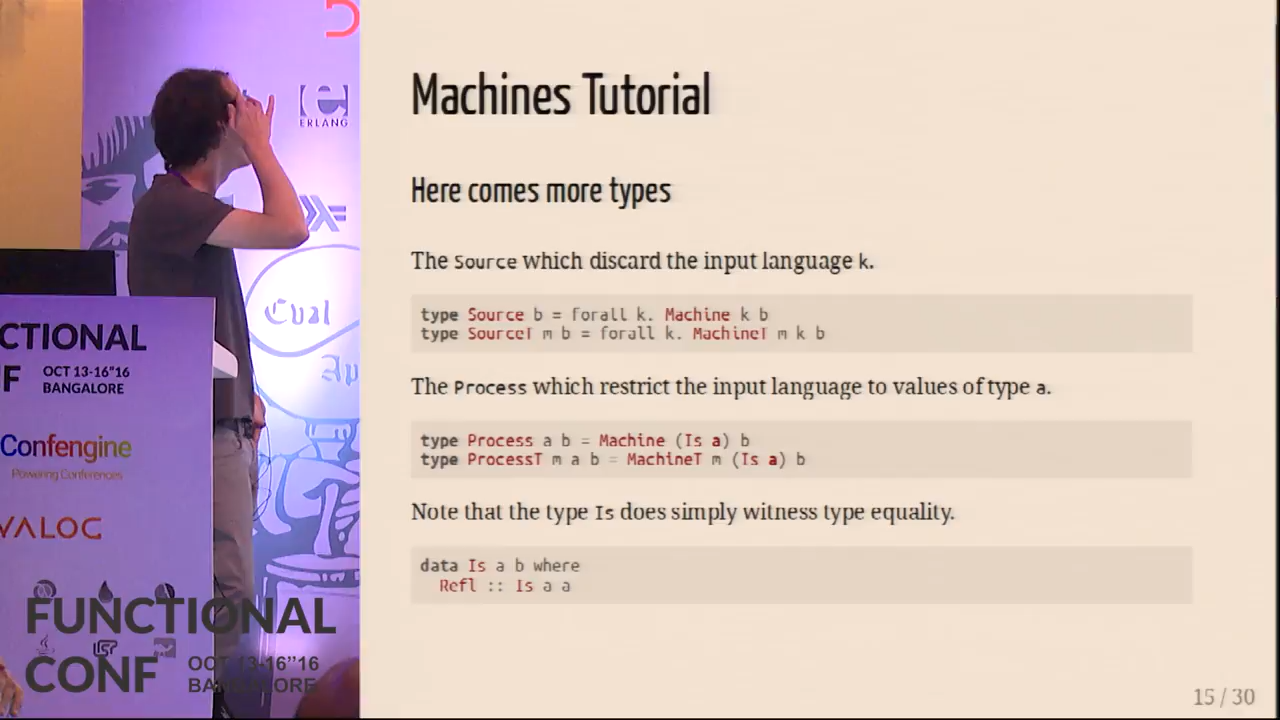 Machines Tutorial
Here comes more types
The Source which discard the input language k.
type Source b = forall k. Machine k b
type SourceT m b = forall k. MachineT m k b
The Process which restrict the input language to values of type a.
type Process a b = Machine (Is a) b
type ProcessT m a b = MachineT m (Is a) b
Note that the type Is does simply witness type equality.
data Is a b where
Refl :: Is a a
15 / 30
ERLANG
CTIONAL
F OCT 13-16"16
BANGALORE
Confengine
Powering Conferences
VALOG
FUNCTIONAL
CONF OCT 13-16"16
BANGALORE